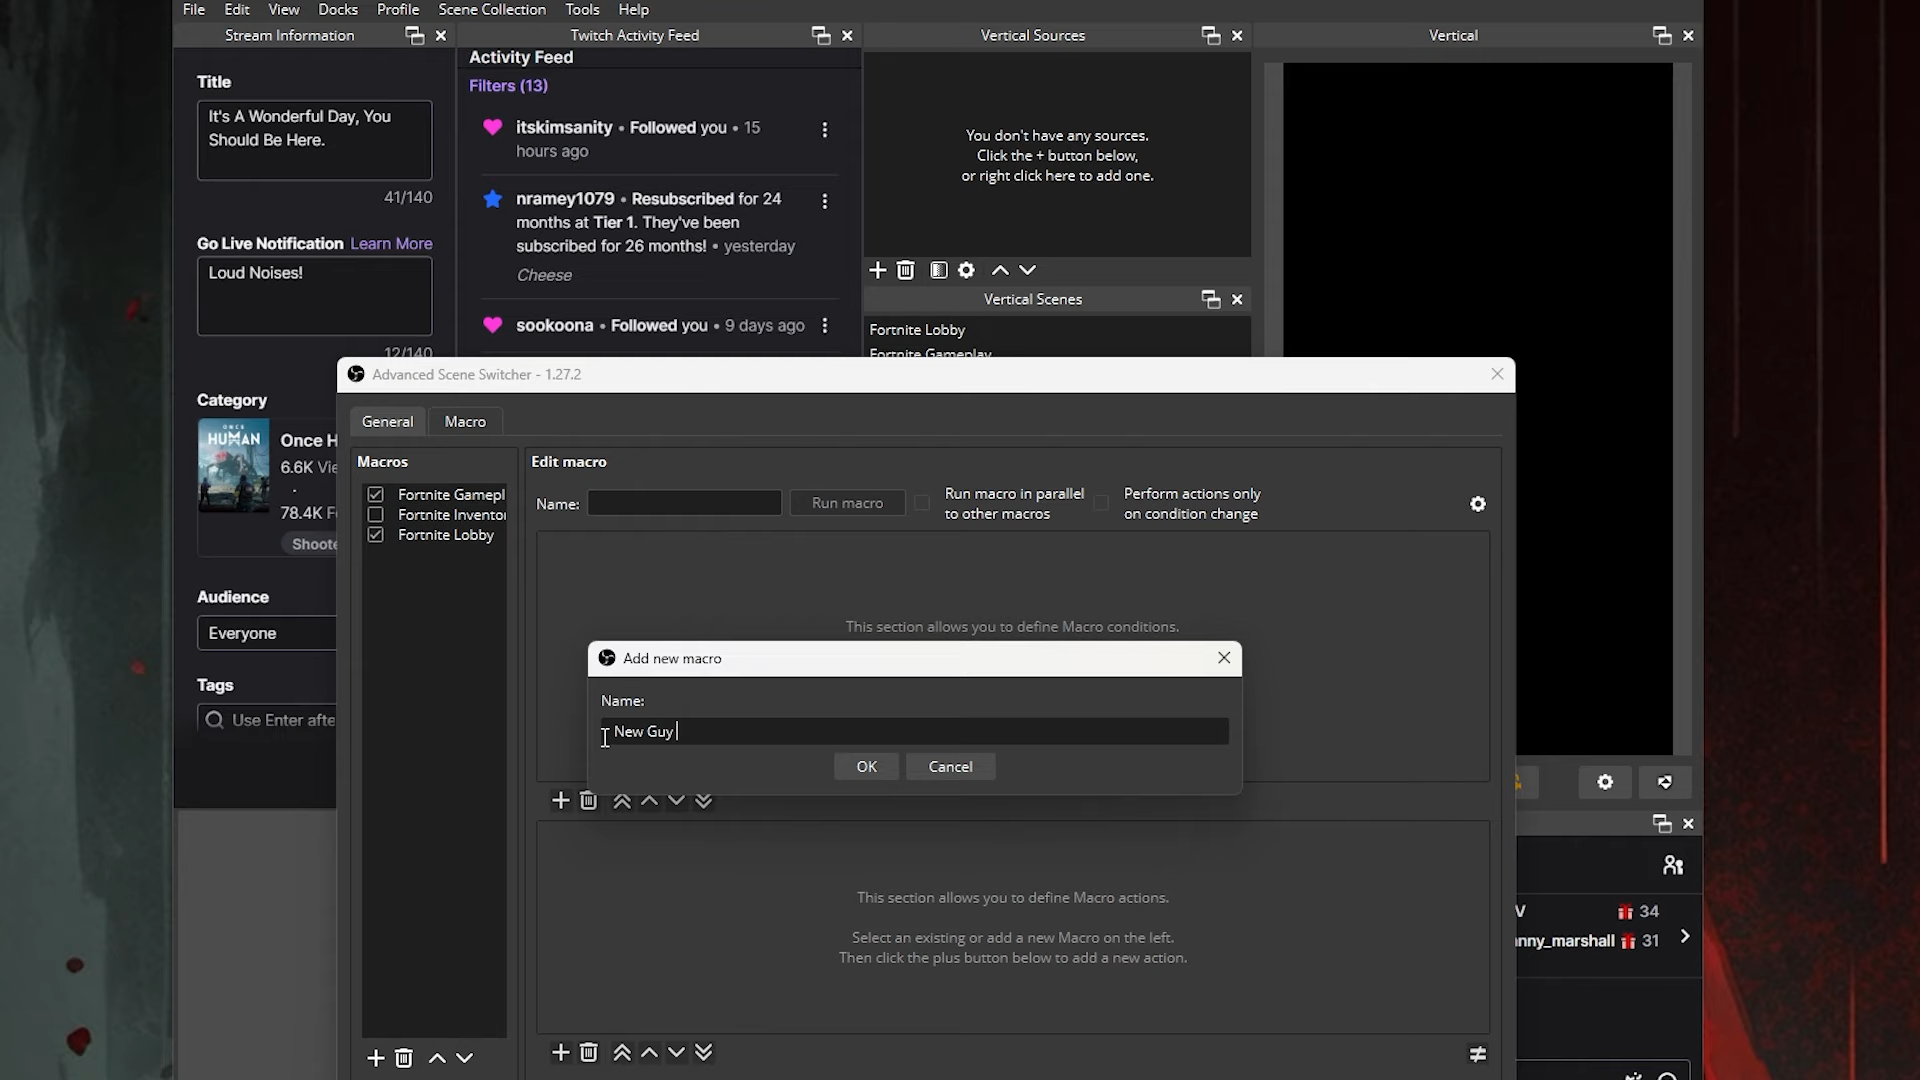 File Edit View Docks Profile Scene Collection Tools Help
Stream Information
Title
It's A Wonderful Day, You
Should Be Here.
41/140
Go Live Notification Learn More
Loud Noises!
12/140
Category
ONCE
HUMAN
Once H
6.6K Vie
78.4K F
Shoote
Audience
Everyone
Tags
Use Enter afte
Twitch Activity Feed
Activity Feed
Filters (13)
itskimsanity • Followed you • 15
hours ago
nramey1079 • Resubscribed for 24
months at Tier 1. They've been
subscribed for 26 months! • yesterday
Cheese
sookoona • Followed you • 9 days ago
Vertical Sources
You don't have any sources.
Click the + button below,
or right click here to add one.
Vertical Scenes
Fortnite Lobby
Fortnite Gameplay
Vertical
Advanced Scene Switcher - 1.27.2
General Macro
Macros
Fortnite Gamepl
Fortnite Inventor
Fortnite Lobby
Edit macro
Name:
Run macro
Run macro in parallel
to other macros
Perform actions only
on condition change
This section allows you to define Macro conditions.
Add new macro
Name:
New Guy
OK Cancel
This section allows you to define Macro actions.
Select an existing or add a new Macro on the left.
Then click the plus button below to add a new action.
V 34
nny_marshall 31